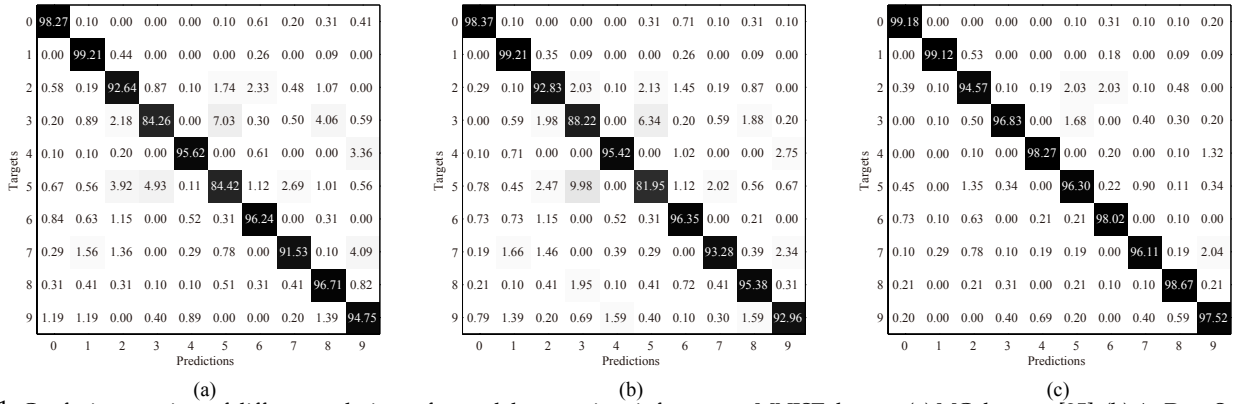 0 98.27 0.10 0.00 0.00 0.00 0.10 0.61 0.20 0.31 0.41
1 0.00 99.21 0.44 0.00 0.00 0.00 0.26 0.00 0.09 0.00
2 0.58 0.19 92.64 0.87 0.10 1.74 2.33 0.48 1.07 0.00
3 0.20 0.89 2.18 84.26 0.00 7.03 0.30 0.50 4.06 0.59
4 0.10 0.10 0.20 0.00 95.62 0.00 0.61 0.00 0.00 3.36
5 0.67 0.56 3.92 4.93 0.11 84.42 1.12 2.69 1.01 0.56
6 0.84 0.63 1.15 0.00 0.52 0.31 96.24 0.00 0.31 0.00
7 0.29 1.56 1.36 0.00 0.29 0.78 0.00 91.53 0.10 4.09
8 0.31 0.41 0.31 0.10 0.10 0.51 0.31 0.41 96.71 0.82
9 1.19 1.19 0.00 0.40 0.89 0.00 0.00 0.20 1.39 94.75
0 1 2 3 4 5 6 7 8 9
Targets
Predictions
(a)
0 98.37 0.10 0.00 0.00 0.00 0.31 0.71 0.10 0.31 0.10
1 0.00 99.21 0.35 0.09 0.00 0.00 0.26 0.00 0.09 0.00
2 0.29 0.10 92.83 2.03 0.10 2.13 1.45 0.19 0.87 0.00
3 0.00 0.59 1.98 88.22 0.00 6.34 0.20 0.59 1.88 0.20
4 0.10 0.71 0.00 0.00 95.42 0.00 1.02 0.00 0.00 2.75
5 0.78 0.45 2.47 9.98 0.00 81.95 1.12 2.02 0.56 0.67
6 0.73 0.73 1.15 0.00 0.52 0.31 96.35 0.00 0.21 0.00
7 0.19 1.66 1.46 0.00 0.39 0.29 0.00 93.28 0.39 2.34
8 0.21 0.10 0.41 1.95 0.10 0.41 0.72 0.41 95.38 0.31
9 0.79 1.39 0.20 0.69 1.59 0.40 0.10 0.30 1.59 92.96
0 1 2 3 4 5 6 7 8 9
Targets
Predictions
(b)
0 99.18 0.00 0.00 0.00 0.00 0.10 0.31 0.10 0.10 0.20
1 0.00 99.12 0.53 0.00 0.00 0.00 0.18 0.00 0.09 0.09
2 0.39 0.10 94.57 0.10 0.19 2.03 2.03 0.10 0.48 0.00
3 0.00 0.10 0.50 96.83 0.00 1.68 0.00 0.40 0.30 0.20
4 0.00 0.00 0.10 0.00 98.27 0.00 0.20 0.00 0.10 1.32
5 0.45 0.00 1.35 0.34 0.00 96.30 0.22 0.90 0.11 0.34
6 0.73 0.10 0.63 0.00 0.21 0.21 98.02 0.00 0.10 0.00
7 0.10 0.29 0.78 0.10 0.19 0.19 0.00 96.11 0.19 2.04
8 0.21 0.00 0.21 0.31 0.00 0.21 0.10 0.10 98.67 0.21
9 0.20 0.00 0.00 0.40 0.69 0.20 0.00 0.40 0.59 97.52
0 1 2 3 4 5 6 7 8 9
Targets
Predictions
(c)